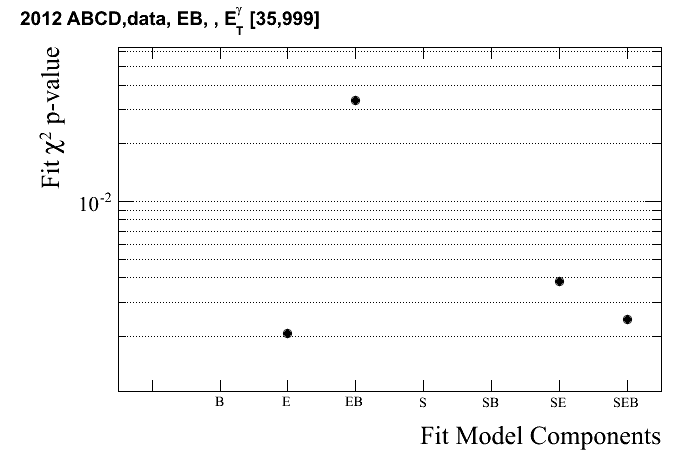 2012 ABCD,data, EB, , E_T^γ [35,999]
Fit χ² p-value
10⁻²
B E EB S SB SE SEB
Fit Model Components